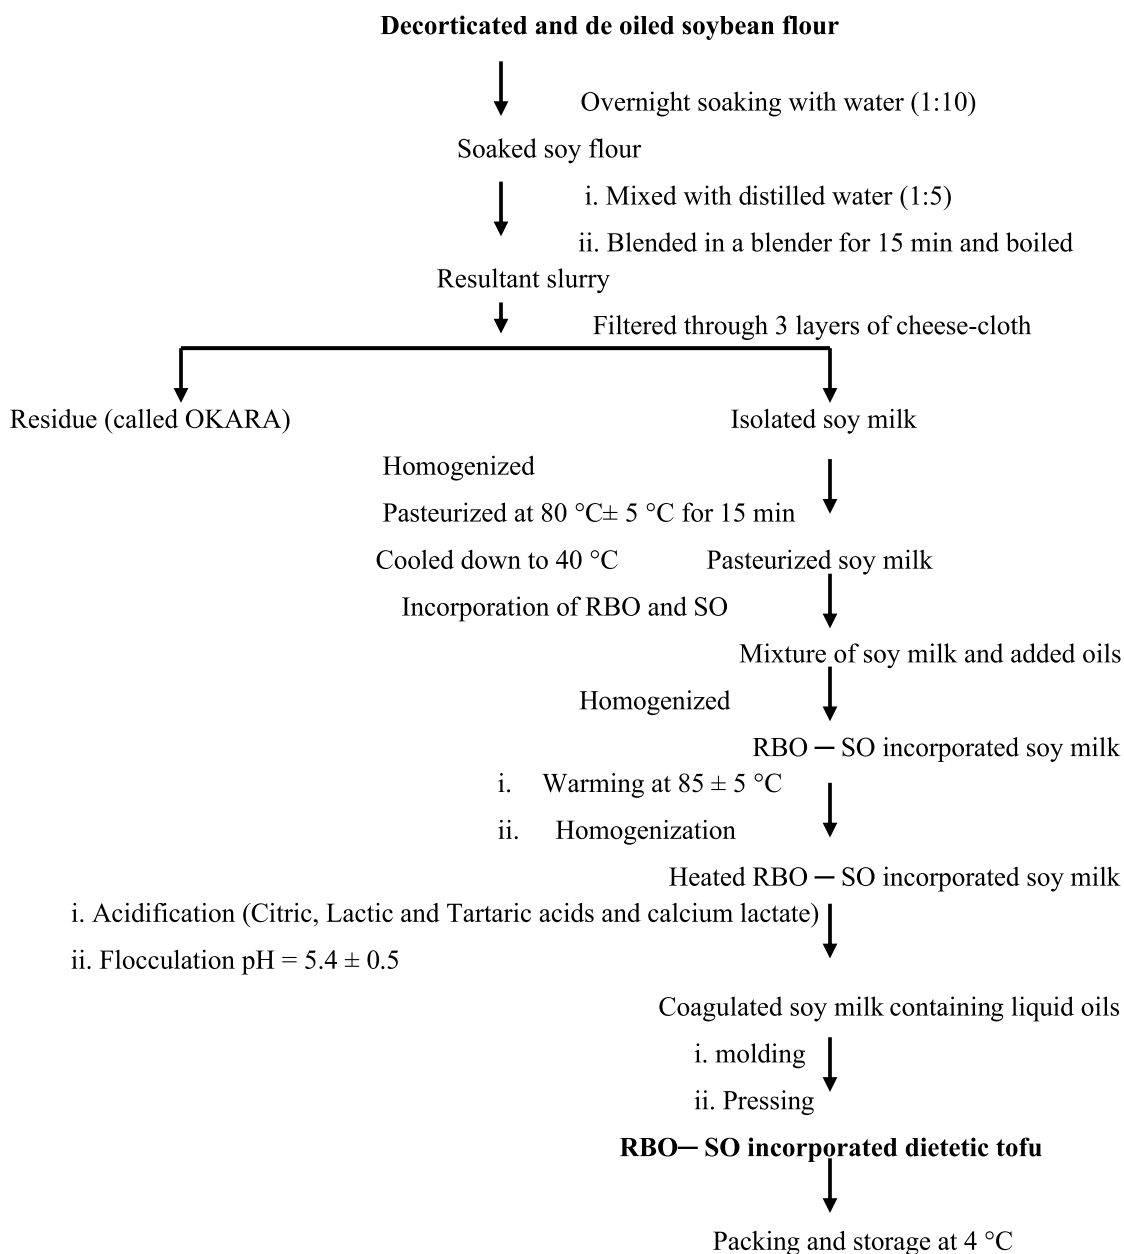 Decorticated and de oiled soybean flour
Overnight soaking with water (1:10)
Soaked soy flour
i. Mixed with distilled water (1:5)
ii. Blended in a blender for 15 min and boiled
Resultant slurry
Filtered through 3 layers of cheese-cloth
Residue (called OKARA)
Isolated soy milk
Homogenized
Pasteurized at 80 °C± 5 °C for 15 min
Cooled down to 40 °C
Pasteurized soy milk
Incorporation of RBO and SO
Mixture of soy milk and added oils
Homogenized
RBO ─ SO incorporated soy milk
i. Warming at 85 ± 5 °C
ii. Homogenization
Heated RBO ─ SO incorporated soy milk
i. Acidification (Citric, Lactic and Tartaric acids and calcium lactate)
ii. Flocculation pH = 5.4 ± 0.5
Coagulated soy milk containing liquid oils
i. molding
ii. Pressing
RBO─ SO incorporated dietetic tofu
Packing and storage at 4 °C